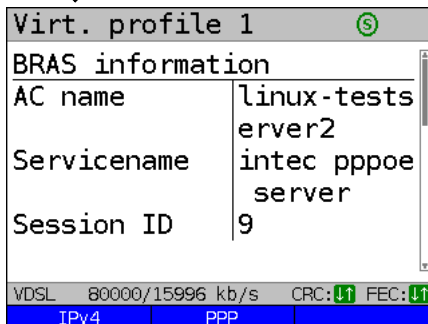 Virt. profile 1 S
BRAS information
AC name linux-tests
erver2
Servicename intec pppoe
server
Session ID 9
VDSL 80000/15996 kb/s CRC:↓↑ FEC:↓↑
IPv4 PPP